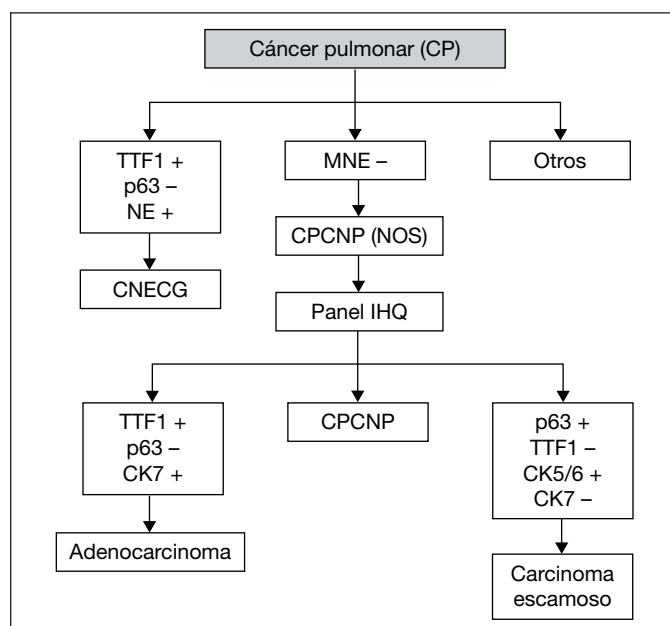 Cáncer pulmonar (CP)
TTF1 +
p63 –
NE +
MNE –
Otros
CPCNP (NOS)
CNECG
Panel IHQ
TTF1 +
p63 –
CK7 +
CPCNP
p63 +
TTF1 –
CK5/6 +
CK7 –
Adenocarcinoma
Carcinoma
escamoso